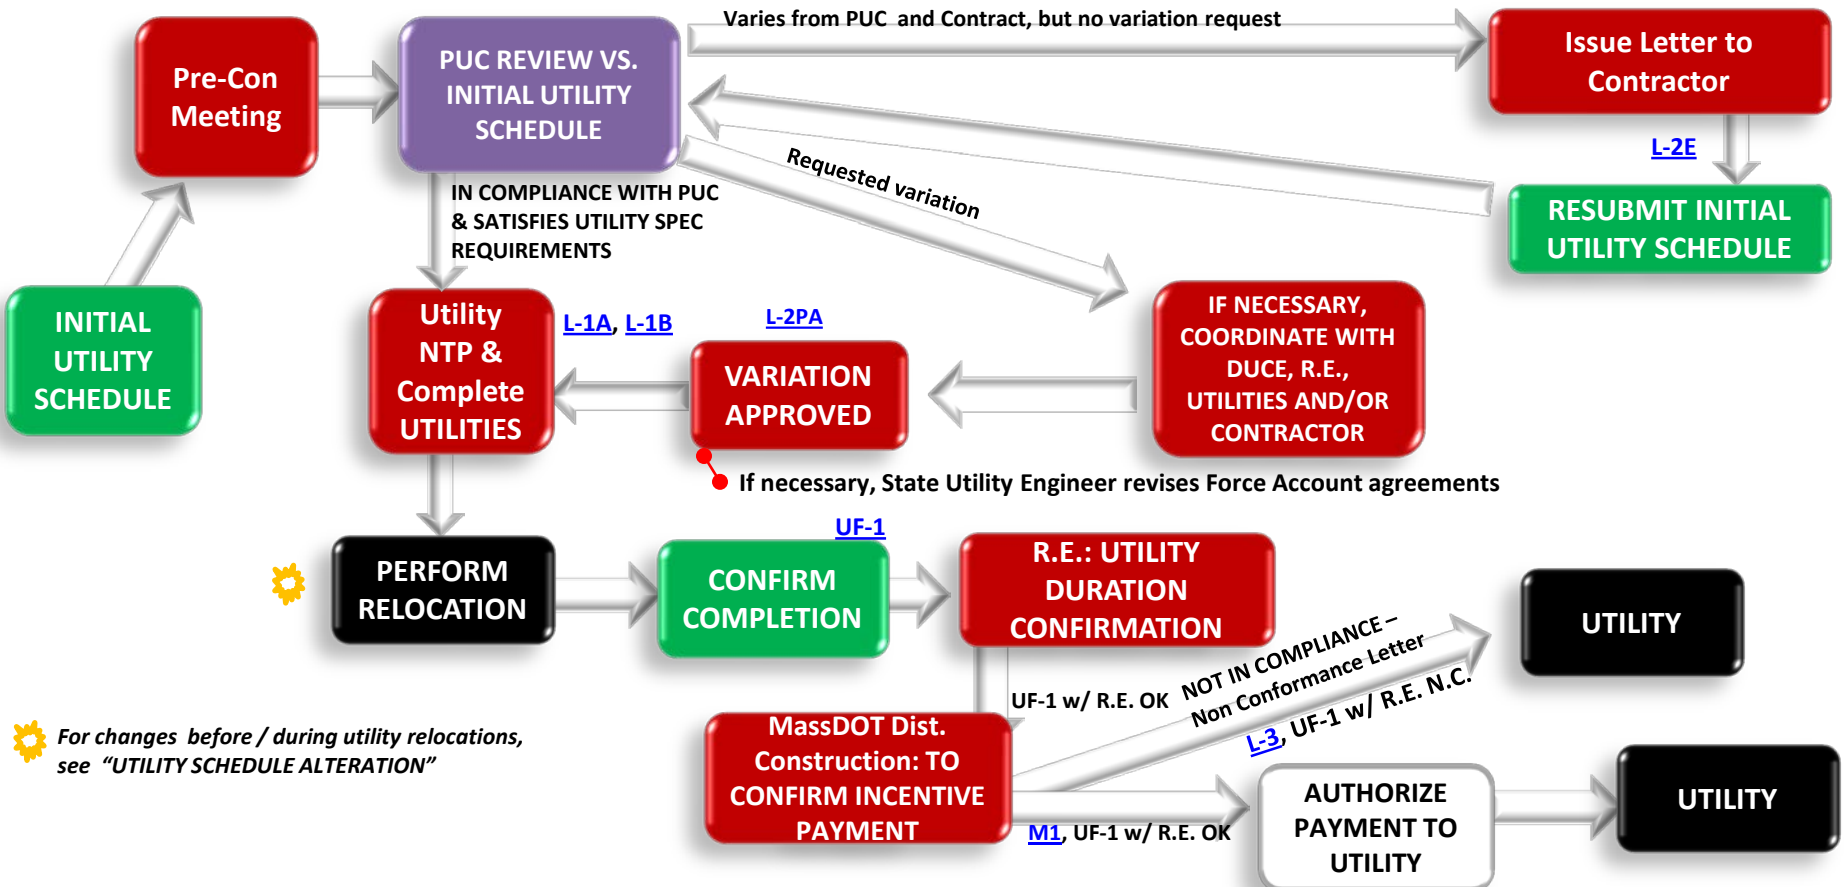 Varies from PUC and Contract, but no variation request
Pre-Con
Meeting
PUC REVIEW VS.
INITIAL UTILITY
SCHEDULE
Issue Letter to
Contractor
L-2E
Requested variation
IN COMPLIANCE WITH PUC
& SATISFIES UTILITY SPEC
REQUIREMENTS
RESUBMIT INITIAL
UTILITY SCHEDULE
INITIAL
UTILITY
SCHEDULE
Utility
NTP &
Complete
UTILITIES
L-1A, L-1B
L-2PA
VARIATION
APPROVED
IF NECESSARY,
COORDINATE WITH
DUCE, R.E.,
UTILITIES AND/OR
CONTRACTOR
If necessary, State Utility Engineer revises Force Account agreements
UF-1
PERFORM
RELOCATION
CONFIRM
COMPLETION
R.E.: UTILITY
DURATION
CONFIRMATION
UTILITY
NOT IN COMPLIANCE –
Non Conformance Letter
L-3, UF-1 w/ R.E. N.C.
UF-1 w/ R.E. OK
For changes before / during utility relocations,
see “UTILITY SCHEDULE ALTERATION”
MassDOT Dist.
Construction: TO
CONFIRM INCENTIVE
PAYMENT
M1, UF-1 w/ R.E. OK
AUTHORIZE
PAYMENT TO
UTILITY
UTILITY